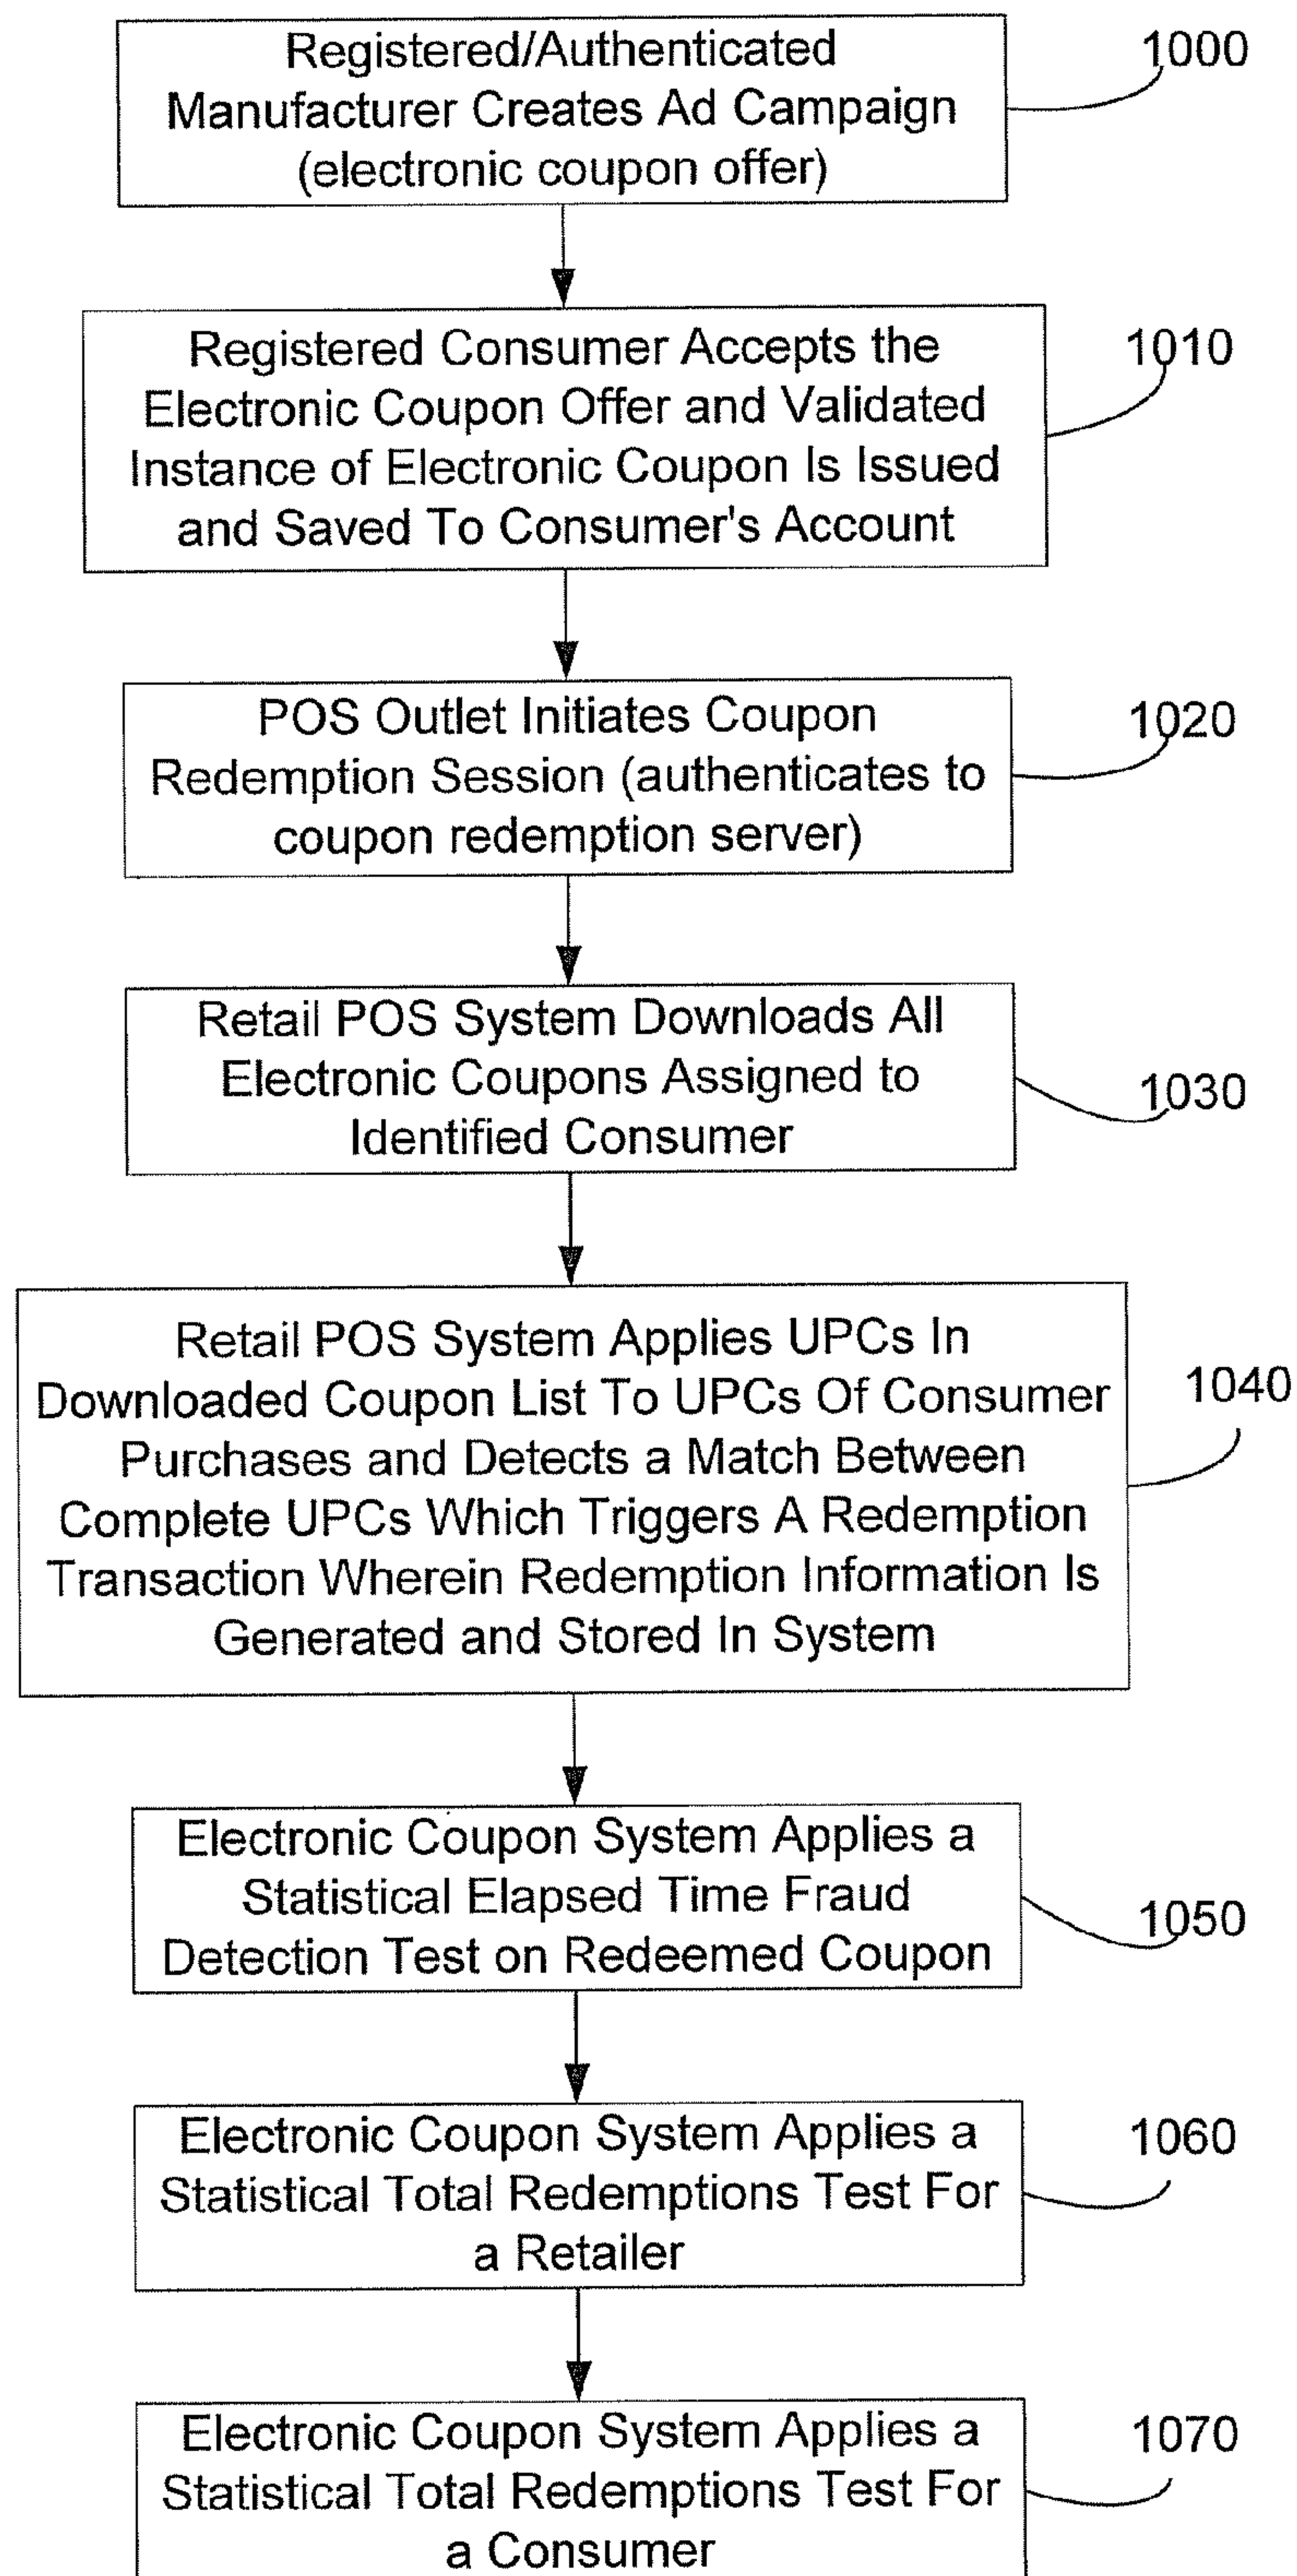 Registered/Authenticated
Manufacturer Creates Ad Campaign
(electronic coupon offer)
1000
Registered Consumer Accepts the
Electronic Coupon Offer and Validated
Instance of Electronic Coupon Is Issued
and Saved To Consumer's Account
1010
POS Outlet Initiates Coupon
Redemption Session (authenticates to
coupon redemption server)
1020
Retail POS System Downloads All
Electronic Coupons Assigned to
Identified Consumer
1030
Retail POS System Applies UPCs In
Downloaded Coupon List To UPCs Of Consumer
Purchases and Detects a Match Between
Complete UPCs Which Triggers A Redemption
Transaction Wherein Redemption Information Is
Generated and Stored In System
1040
Electronic Coupon System Applies a
Statistical Elapsed Time Fraud
Detection Test on Redeemed Coupon
1050
Electronic Coupon System Applies a
Statistical Total Redemptions Test For
a Retailer
1060
Electronic Coupon System Applies a
Statistical Total Redemptions Test For
a Consumer
1070